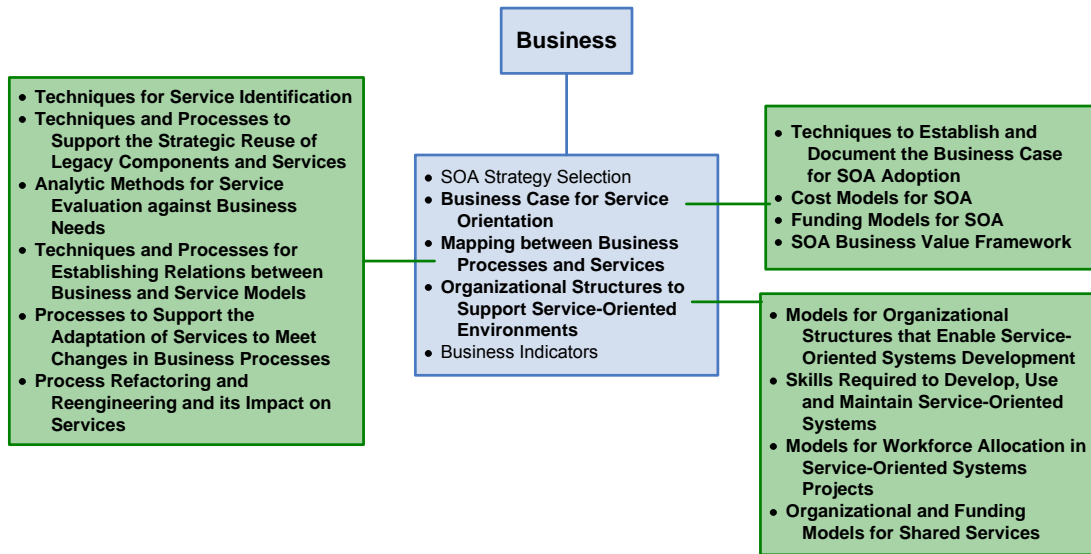 Business
• Techniques for Service Identification
• Techniques and Processes to
Support the Strategic Reuse of
Legacy Components and Services
• Analytic Methods for Service
Evaluation against Business
Needs
• Techniques and Processes for
Establishing Relations between
Business and Service Models
• Processes to Support the
Adaptation of Services to Meet
Changes in Business Processes
• Process Refactoring and
Reengineering and its Impact on
Services
• SOA Strategy Selection
• Business Case for Service
Orientation
• Mapping between Business
Processes and Services
• Organizational Structures to
Support Service-Oriented
Environments
• Business Indicators
• Techniques to Establish and
Document the Business Case
for SOA Adoption
• Cost Models for SOA
• Funding Models for SOA
• SOA Business Value Framework
• Models for Organizational
Structures that Enable Service-
Oriented Systems Development
• Skills Required to Develop, Use
and Maintain Service-Oriented
Systems
• Models for Workforce Allocation in
Service-Oriented Systems
Projects
• Organizational and Funding
Models for Shared Services